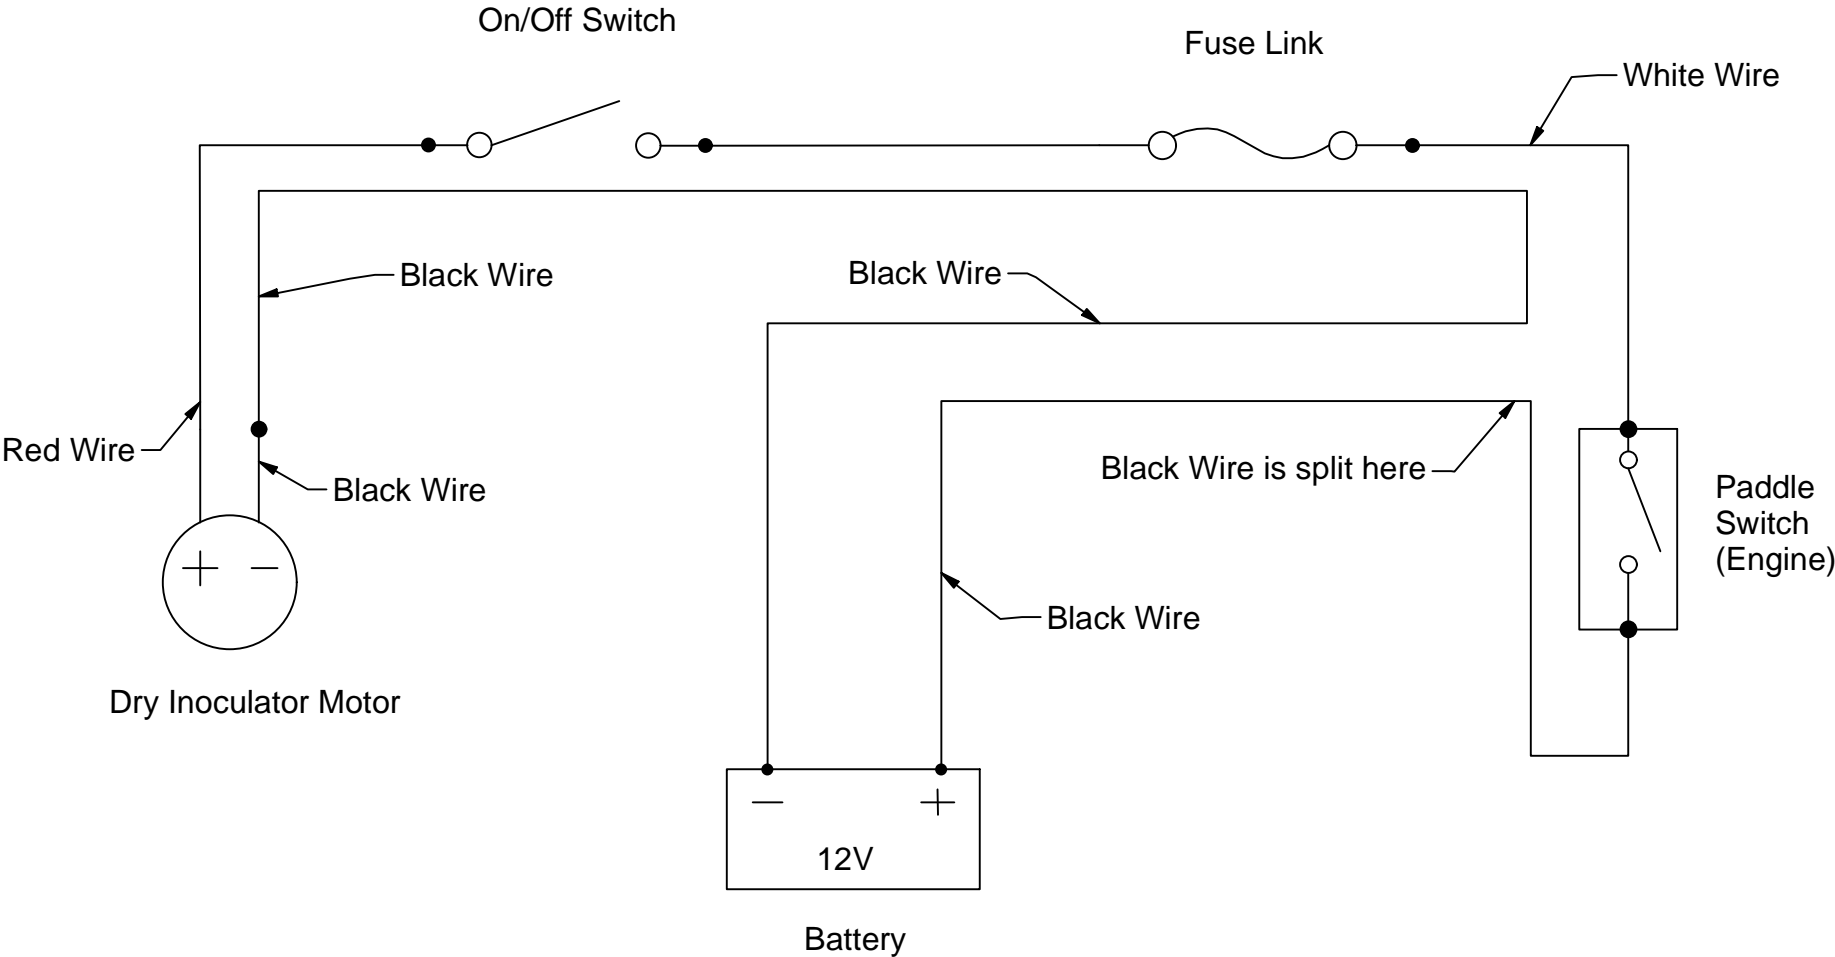 On/Off Switch
Fuse Link
White Wire
Black Wire
Black Wire
Red Wire
Black Wire
Black Wire is split here
Paddle
Switch
(Engine)
+ −
Black Wire
Dry Inoculator Motor
− +
12V
Battery